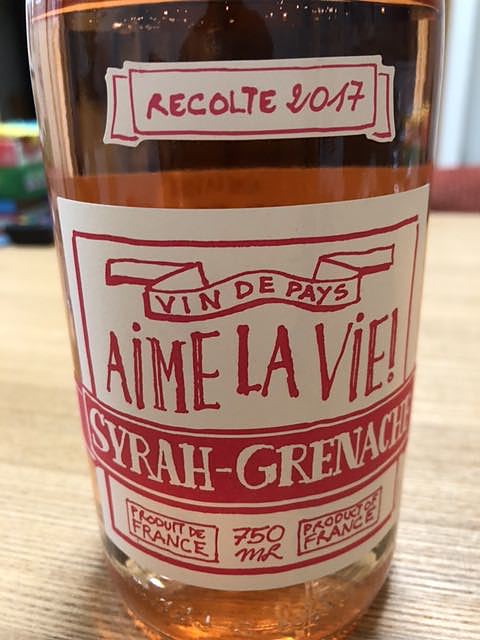 RECOLTE 2017
VIN DE PAYS
AiME LA ViE!
SYRAH-GRENACHE
PRODUIT DE
FRANCE
750
ml
PRODUCT OF
FRANCE